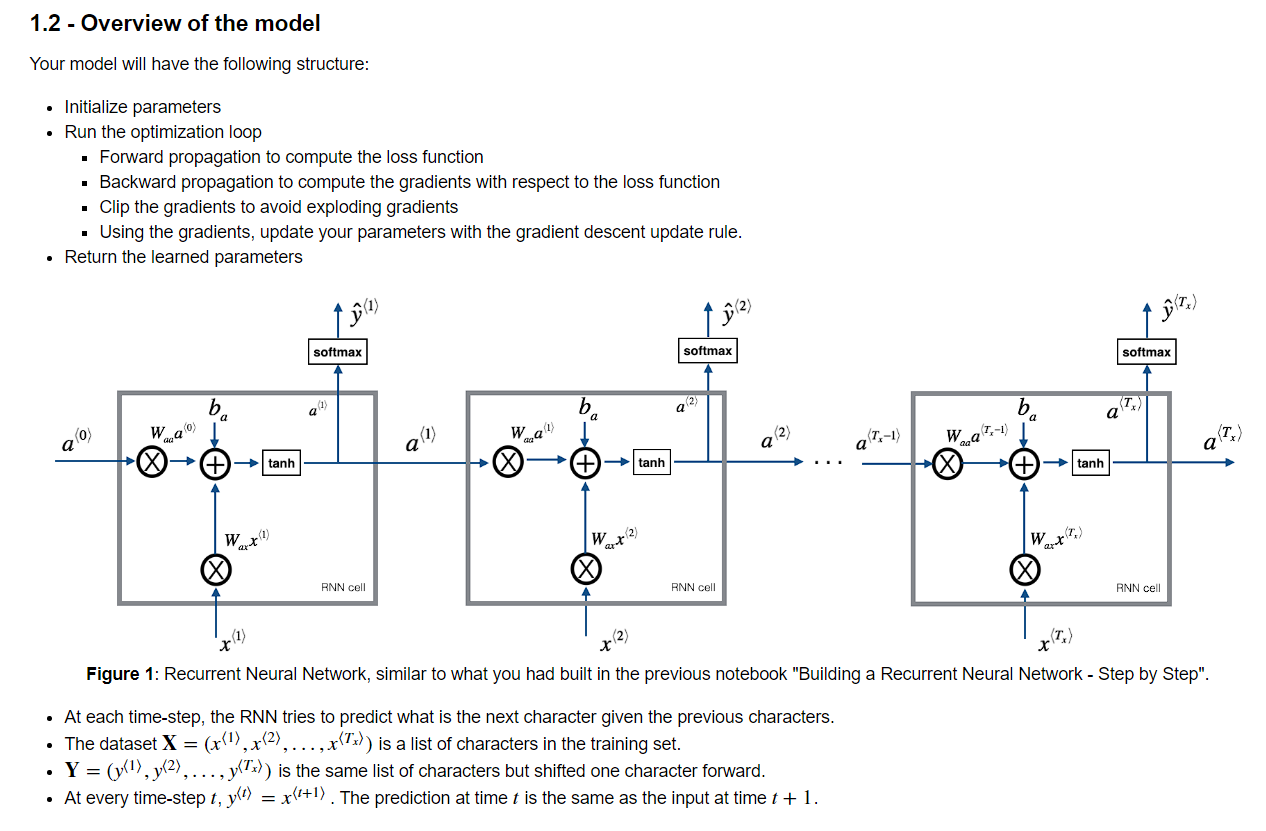 1.2 - Overview of the model
Your model will have the following structure:
• Initialize parameters
• Run the optimization loop
▪ Forward propagation to compute the loss function
▪ Backward propagation to compute the gradients with respect to the loss function
▪ Clip the gradients to avoid exploding gradients
▪ Using the gradients, update your parameters with the gradient descent update rule.
• Return the learned parameters
ŷ⟨1⟩ ŷ⟨2⟩ ŷ⟨Tₓ⟩
softmax softmax softmax
bₐ a⟨1⟩ bₐ a⟨2⟩ bₐ a⟨Tₓ⟩
a⟨0⟩ Wₐₐa⟨0⟩ a⟨1⟩ Wₐₐa⟨1⟩ a⟨2⟩ a⟨Tₓ−1⟩ Wₐₐa⟨Tₓ−1⟩ a⟨Tₓ⟩
× + tanh × + tanh · · · × + tanh
Wₐₓx⟨1⟩ Wₐₓx⟨2⟩ Wₐₓx⟨Tₓ⟩
× × ×
RNN cell RNN cell RNN cell
x⟨1⟩ x⟨2⟩ x⟨Tₓ⟩
Figure 1: Recurrent Neural Network, similar to what you had built in the previous notebook "Building a Recurrent Neural Network - Step by Step".
• At each time-step, the RNN tries to predict what is the next character given the previous characters.
• The dataset X = (x⟨1⟩, x⟨2⟩, . . . , x⟨Tₓ⟩) is a list of characters in the training set.
• Y = (y⟨1⟩, y⟨2⟩, . . . , y⟨Tₓ⟩) is the same list of characters but shifted one character forward.
• At every time-step t, y⟨t⟩ = x⟨t+1⟩ . The prediction at time t is the same as the input at time t + 1.